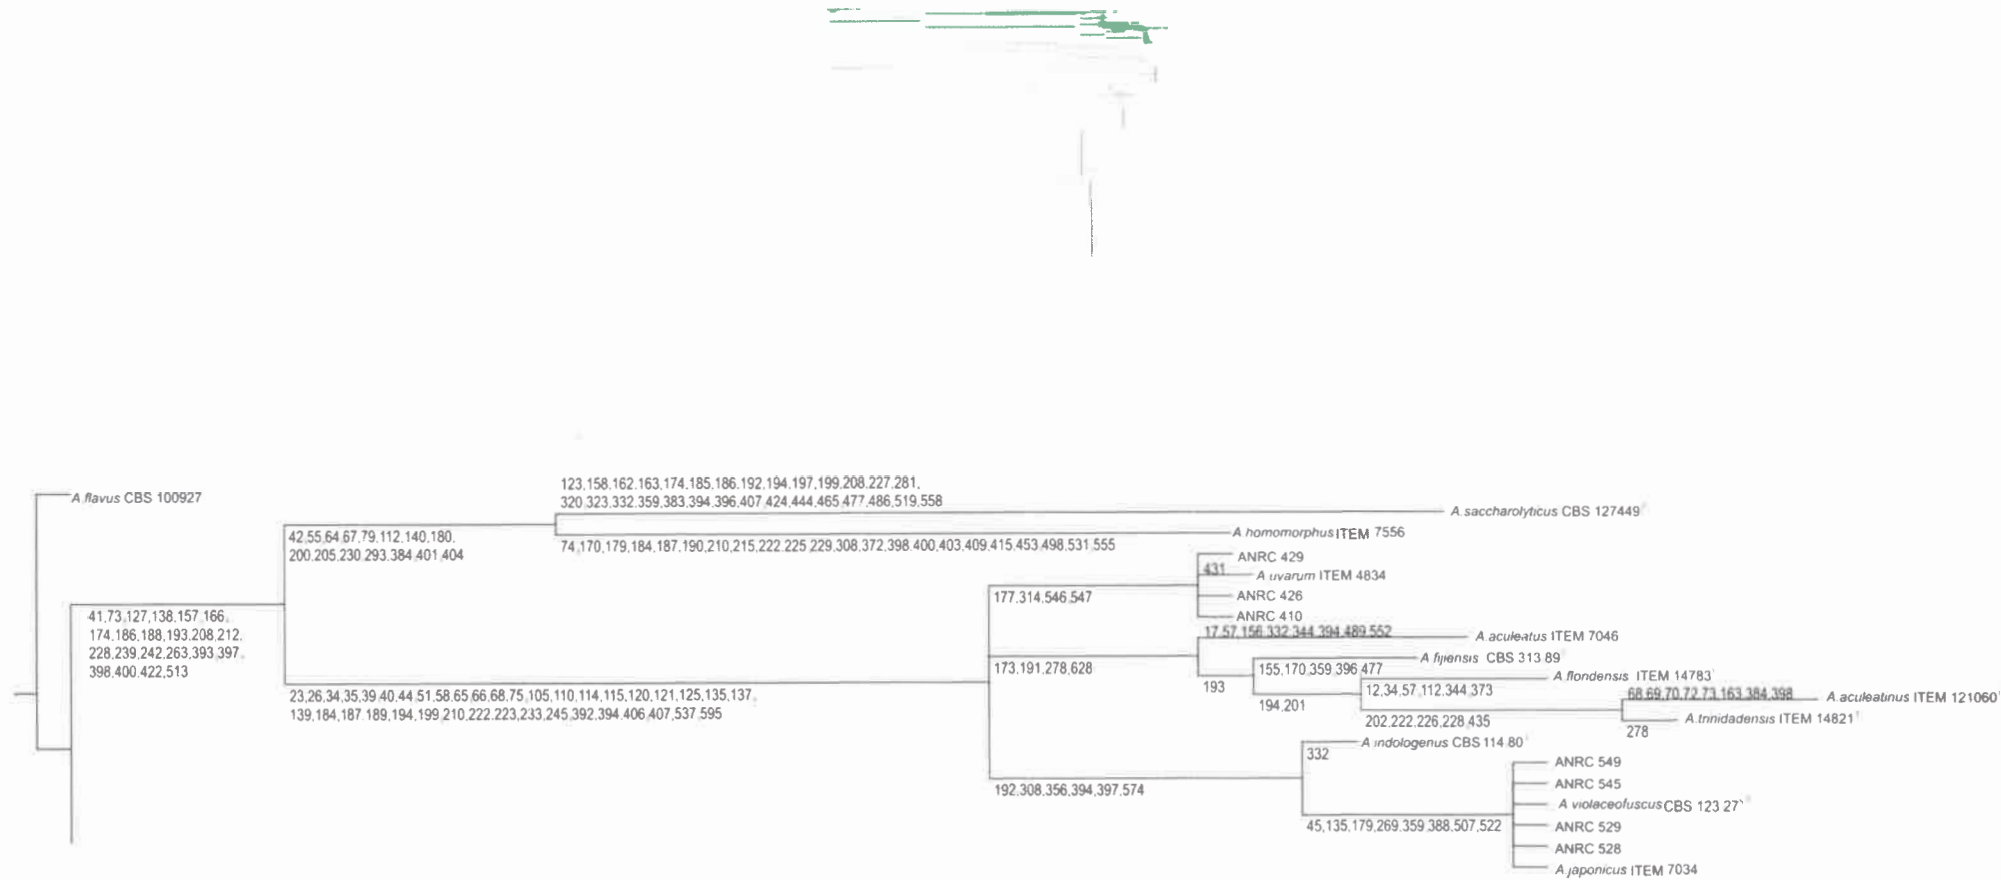 A.flavus CBS 100927
123,158,162,163,174,185,186,192,194,197,199,208,227,281,
320,323,332,359,383,394,396,407,424,444,465,477,486,519,558
A.saccharolyticus CBS 127449
42,55,64,67,79,112,140,180,
200,205,230,293,384,401,404
A.homomorphus ITEM 7556
74,170,179,184,187,190,210,215,222,225,229,308,372,398,400,403,409,415,453,498,531,555
ANRC 429
431
A.uvarum ITEM 4834
177,314,546,547
ANRC 426
ANRC 410
41,73,127,138,157,166,
174,186,188,193,208,212,
228,239,242,263,393,397,
398,400,422,513
17,57,156,332,344,394,489,552
A.aculeatus ITEM 7046
173,191,278,628
A.fijiensis CBS 313.89
155,170,359,396,477
193
A.floridensis ITEM 14783
12,34,57,112,344,373
23,26,34,35,39,40,44,51,58,65,66,68,75,105,110,114,115,120,121,125,135,137,
139,184,187,189,194,199,210,222,223,233,245,392,394,406,407,537,595
194,201
68,69,70,72,73,163,384,398
A.aculeatinus ITEM 121060
202,222,226,228,435
A.trinidadensis ITEM 14821
278
A.indologenus CBS 114.80
332
ANRC 549
192,308,356,394,397,574
ANRC 545
A.violaceofuscus CBS 123.27
45,135,179,269,359,388,507,522
ANRC 529
ANRC 528
A.japonicus ITEM 7034